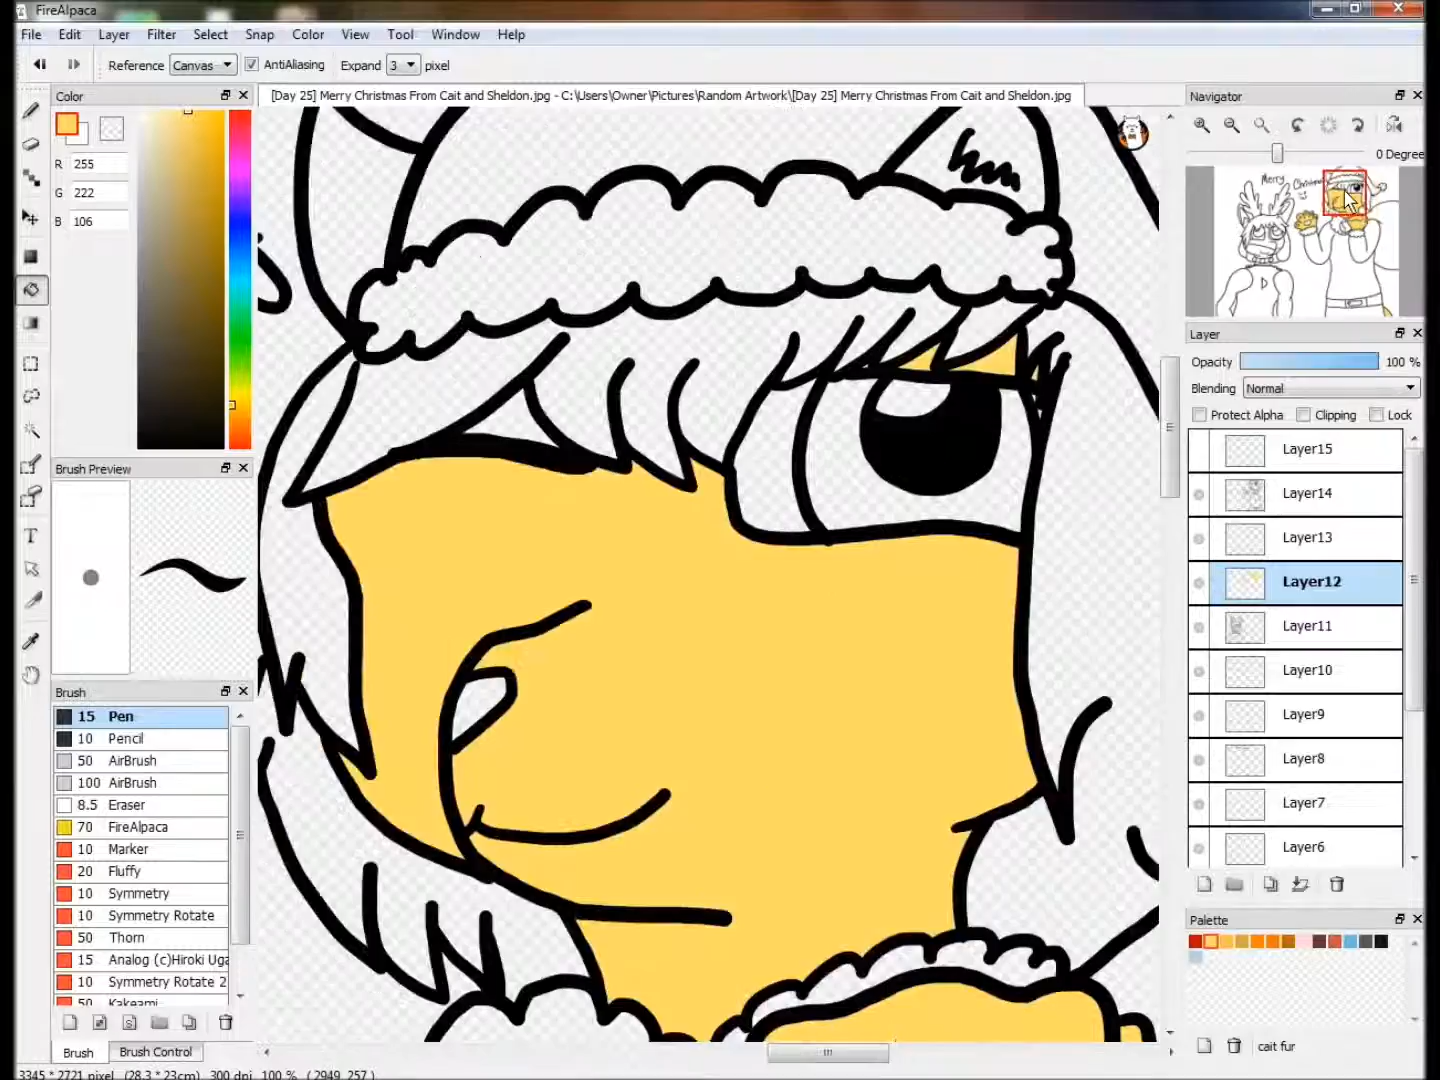 FireAlpaca
File Edit Layer Filter Select Snap Color View Tool Window Help
Reference Canvas AntiAliasing Expand 3 pixel
Color
R 255
G 222
B 106
Brush Preview
Brush
15 Pen
10 Pencil
50 AirBrush
100 AirBrush
8.5 Eraser
70 FireAlpaca
10 Marker
20 Fluffy
10 Symmetry
10 Symmetry Rotate
50 Thorn
15 Analog (c)Hiroki Uga
10 Symmetry Rotate 2
50 Kakeami
Brush Brush Control
3345 * 2721 pixel (28.3 * 23cm) 300 dpi 100 % ( 2949, 257 )
[Day 25] Merry Christmas From Cait and Sheldon.jpg - C:\Users\Owner\Pictures\Random Artwork\[Day 25] Merry Christmas From Cait and Sheldon.jpg
Navigator
0 Degree
Merry Christmas
Layer
Opacity 100 %
Blending Normal
Protect Alpha Clipping Lock
Layer15
Layer14
Layer13
Layer12
Layer11
Layer10
Layer9
Layer8
Layer7
Layer6
Palette
cait fur